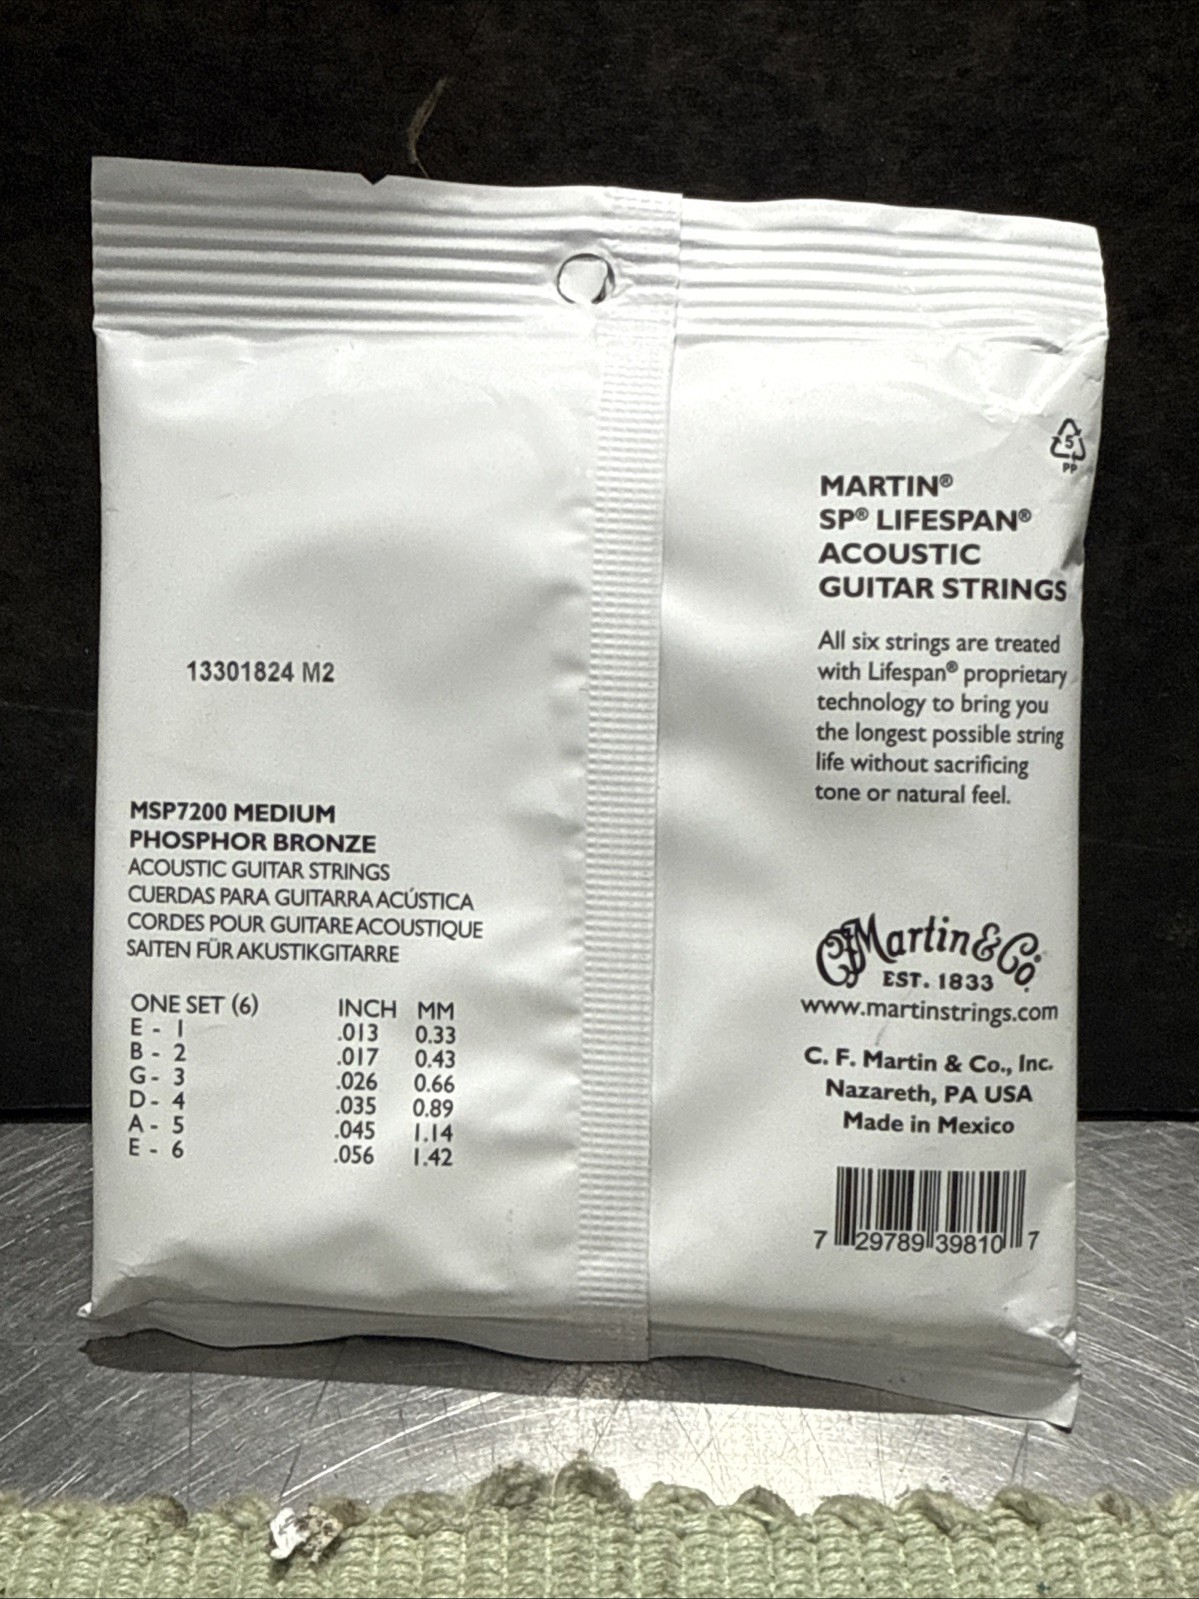 13301824 M2
MSP7200 MEDIUM
PHOSPHOR BRONZE
ACOUSTIC GUITAR STRINGS
CUERDAS PARA GUITARRA ACÚSTICA
CORDES POUR GUITARE ACOUSTIQUE
SAITEN FÜR AKUSTIKGITARRE
ONE SET (6) INCH MM
E - 1 .013 0.33
B - 2 .017 0.43
G - 3 .026 0.66
D - 4 .035 0.89
A - 5 .045 1.14
E - 6 .056 1.42
5
PP
MARTIN®
SP® LIFESPAN®
ACOUSTIC
GUITAR STRINGS
All six strings are treated
with Lifespan® proprietary
technology to bring you
the longest possible string
life without sacrificing
tone or natural feel.
CF Martin & Co.
EST. 1833
www.martinstrings.com
C. F. Martin & Co., Inc.
Nazareth, PA USA
Made in Mexico
7 29789 39810 7